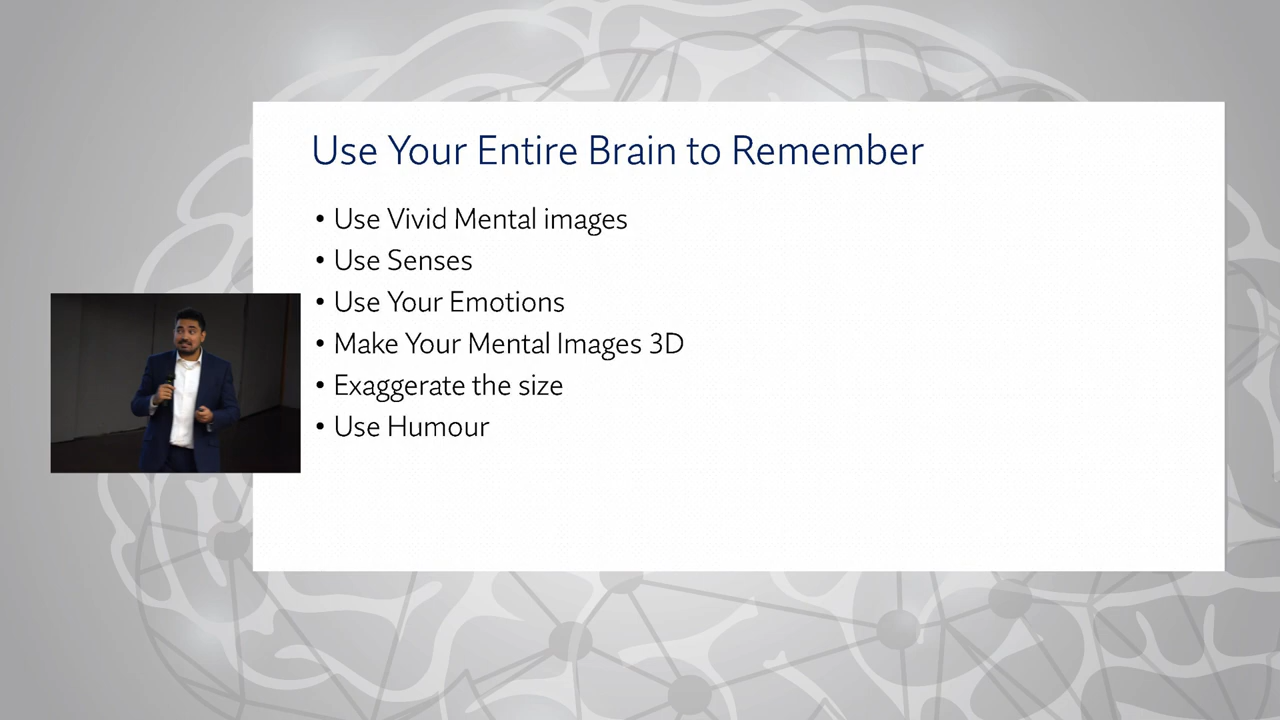 Use Your Entire Brain to Remember
• Use Vivid Mental images
• Use Senses
• Use Your Emotions
• Make Your Mental Images 3D
• Exaggerate the size
• Use Humour